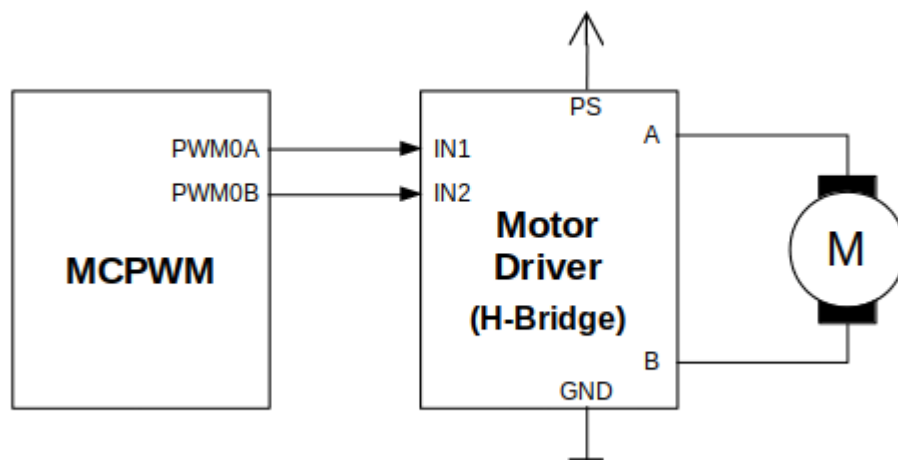 PS
PWM0A
IN1
A
PWM0B
IN2
MCPWM
Motor
Driver
(H-Bridge)
M
B
GND